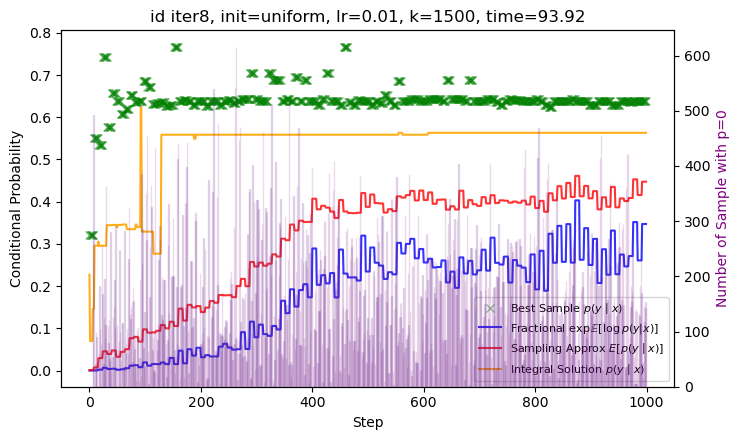 id iter8, init=uniform, lr=0.01, k=1500, time=93.92
0.8
0.7
0.6
0.5
0.4
0.3
0.2
0.1
0.0
Conditional Probability
600
500
400
300
200
100
0
Number of Sample with p=0
Best Sample p(y | x)
Fractional exp 𝔼[log p(y|x)]
Sampling Approx E[p(y | x)]
Integral Solution p(y | x)
0
200
400
600
800
1000
Step